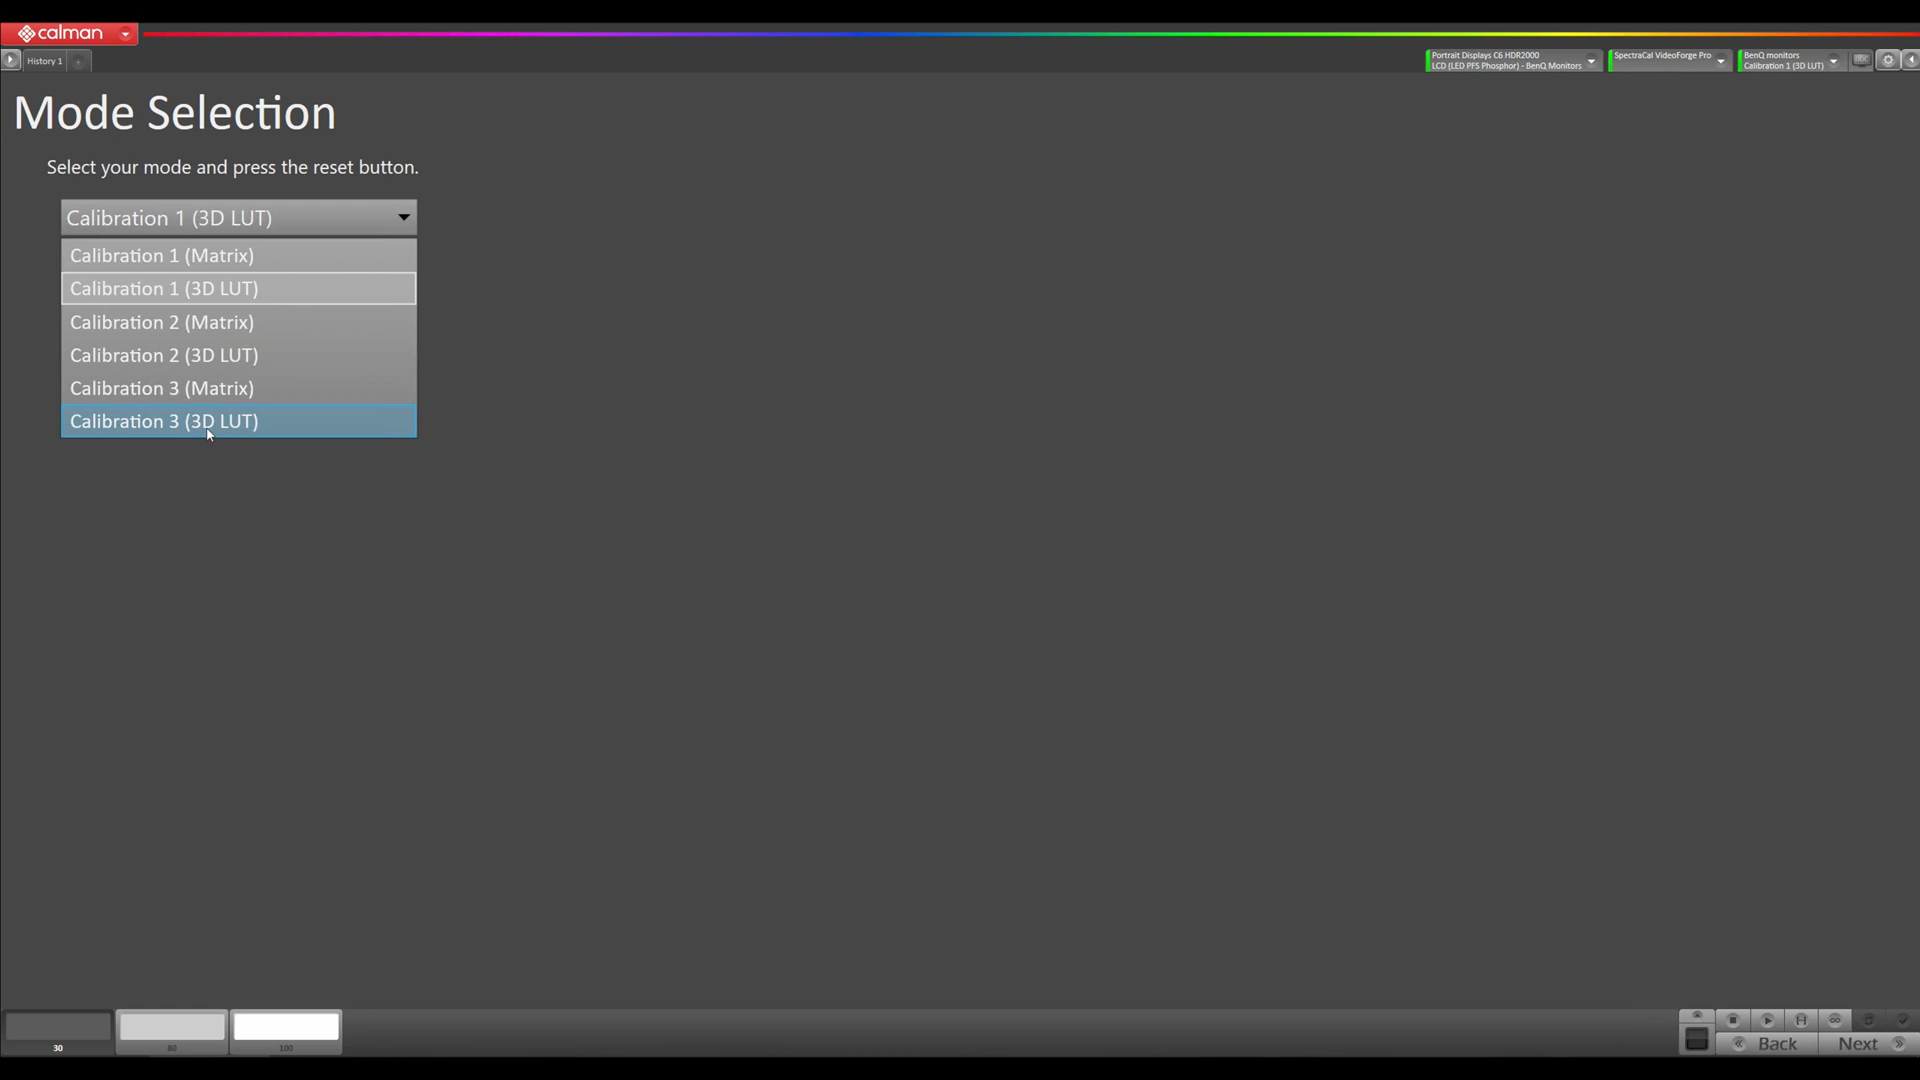 calman
History 1
+
Portrait Displays C6 HDR2000
LCD (LED PFS Phosphor) - BenQ Monitors
SpectraCal VideoForge Pro
BenQ monitors
Calibration 1 (3D LUT)
Mode Selection
Select your mode and press the reset button.
Calibration 1 (3D LUT)
Calibration 1 (Matrix)
Calibration 1 (3D LUT)
Calibration 2 (Matrix)
Calibration 2 (3D LUT)
Calibration 3 (Matrix)
Calibration 3 (3D LUT)
30
80
100
Back
Next